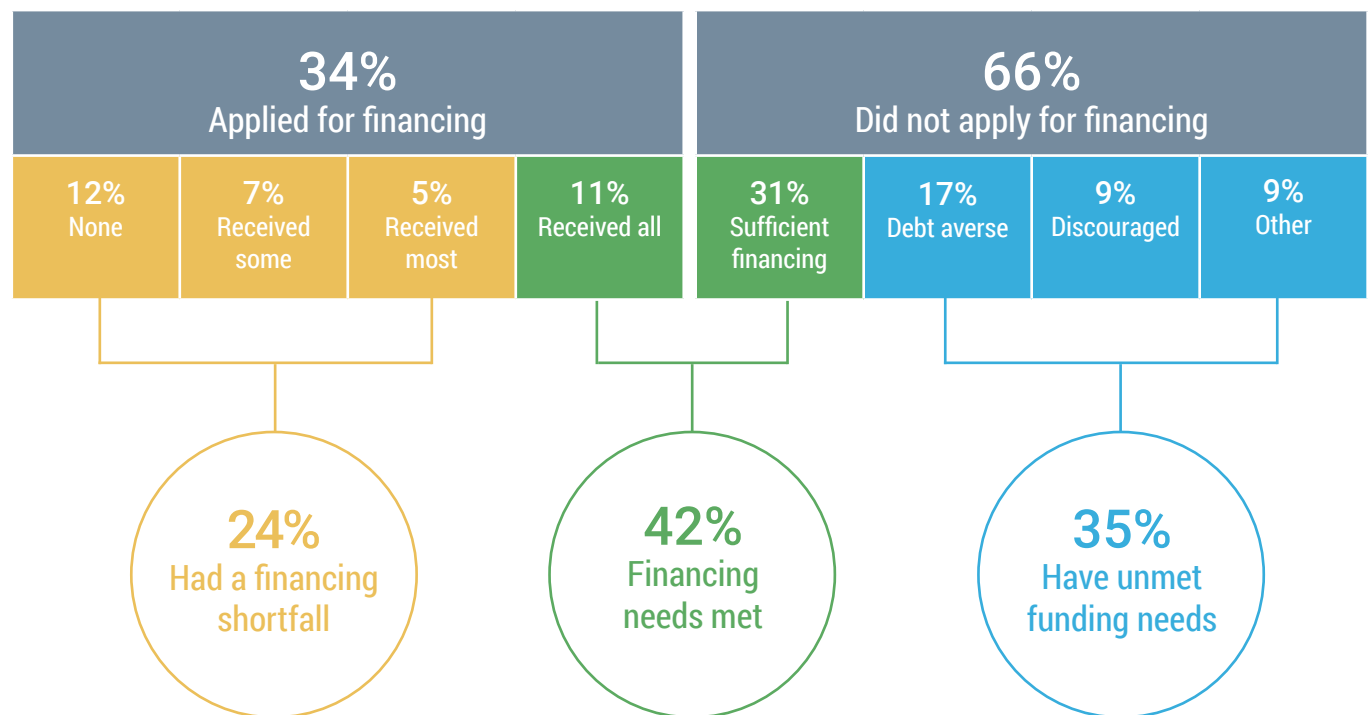 34%
Applied for financing
66%
Did not apply for financing
12%
None
7%
Received
some
5%
Received
most
11%
Received all
31%
Sufficient
financing
17%
Debt averse
9%
Discouraged
9%
Other
24%
Had a financing
shortfall
42%
Financing
needs met
35%
Have unmet
funding needs